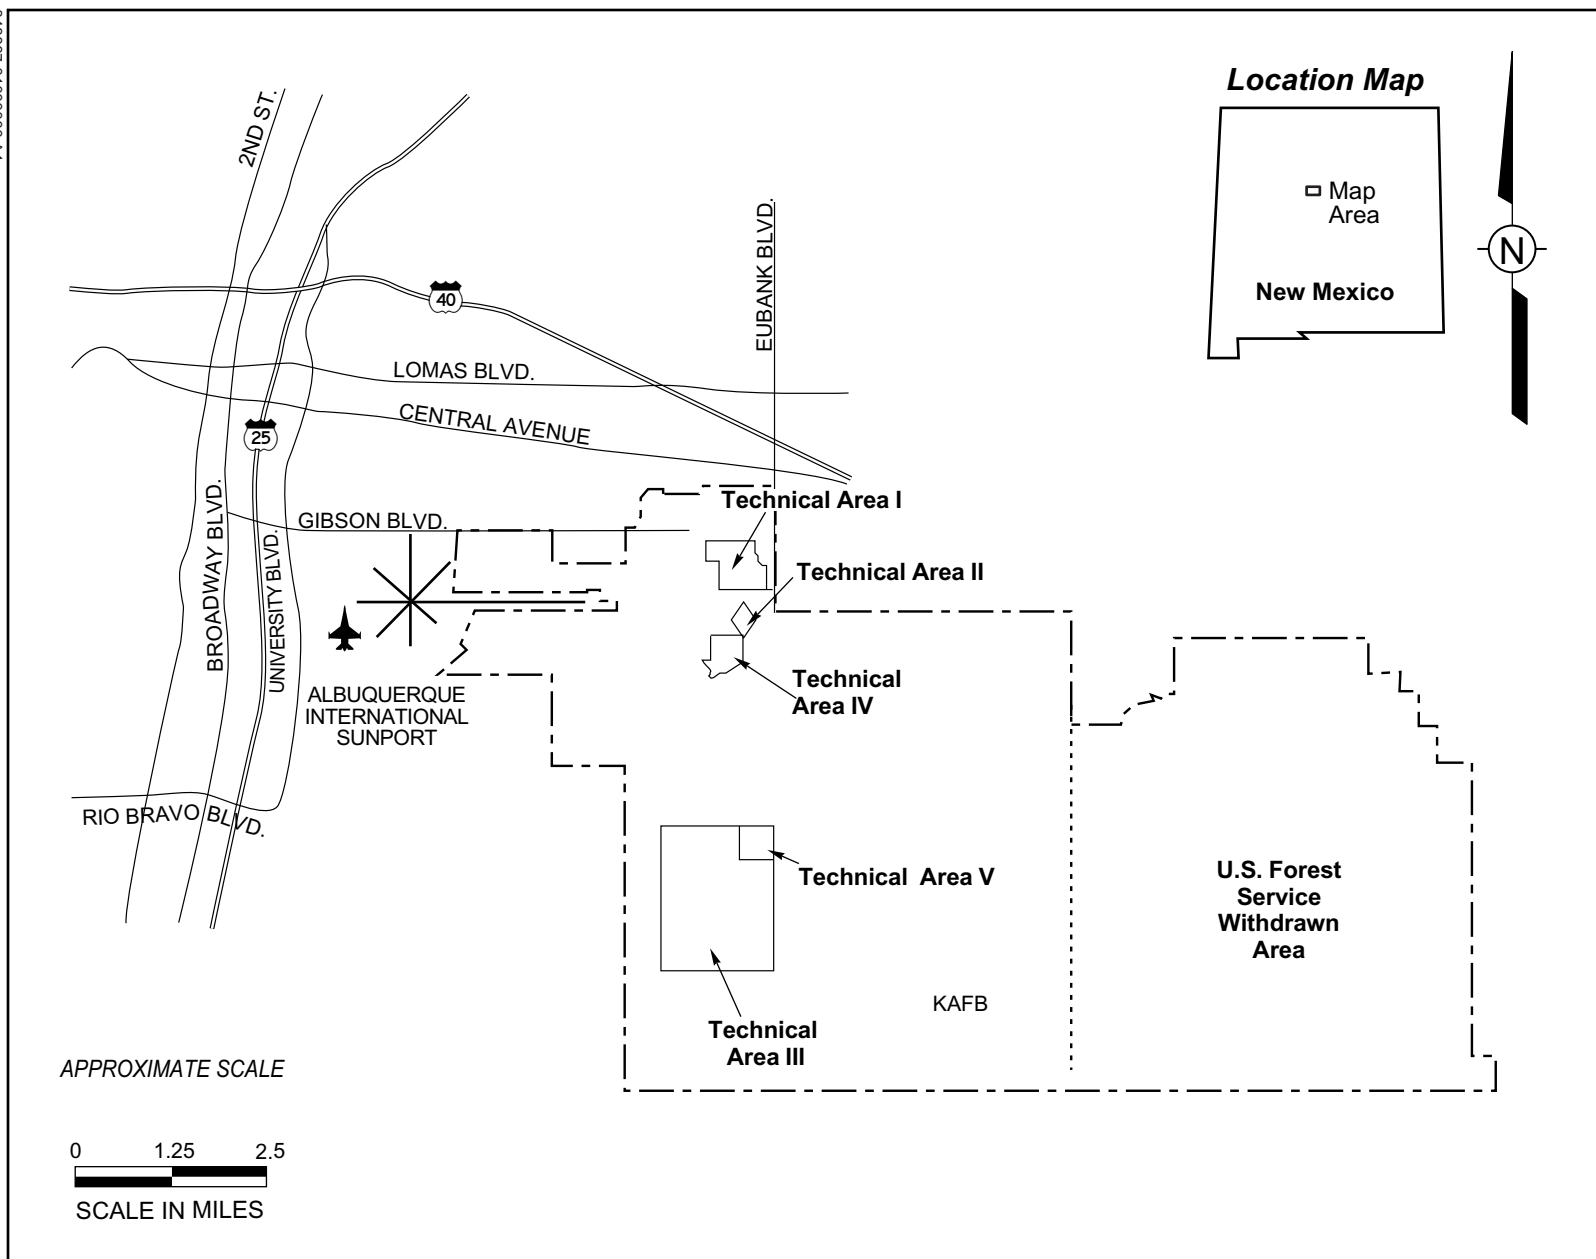 Location Map
Map
Area
New Mexico
N
2ND ST.
EUBANK BLVD.
40
LOMAS BLVD.
CENTRAL AVENUE
25
BROADWAY BLVD.
GIBSON BLVD.
UNIVERSITY BLVD.
Technical Area I
Technical Area II
Technical
Area IV
ALBUQUERQUE
INTERNATIONAL
SUNPORT
RIO BRAVO BLVD.
Technical Area V
U.S. Forest
Service
Withdrawn
Area
KAFB
Technical
Area III
APPROXIMATE SCALE
0 1.25 2.5
SCALE IN MILES